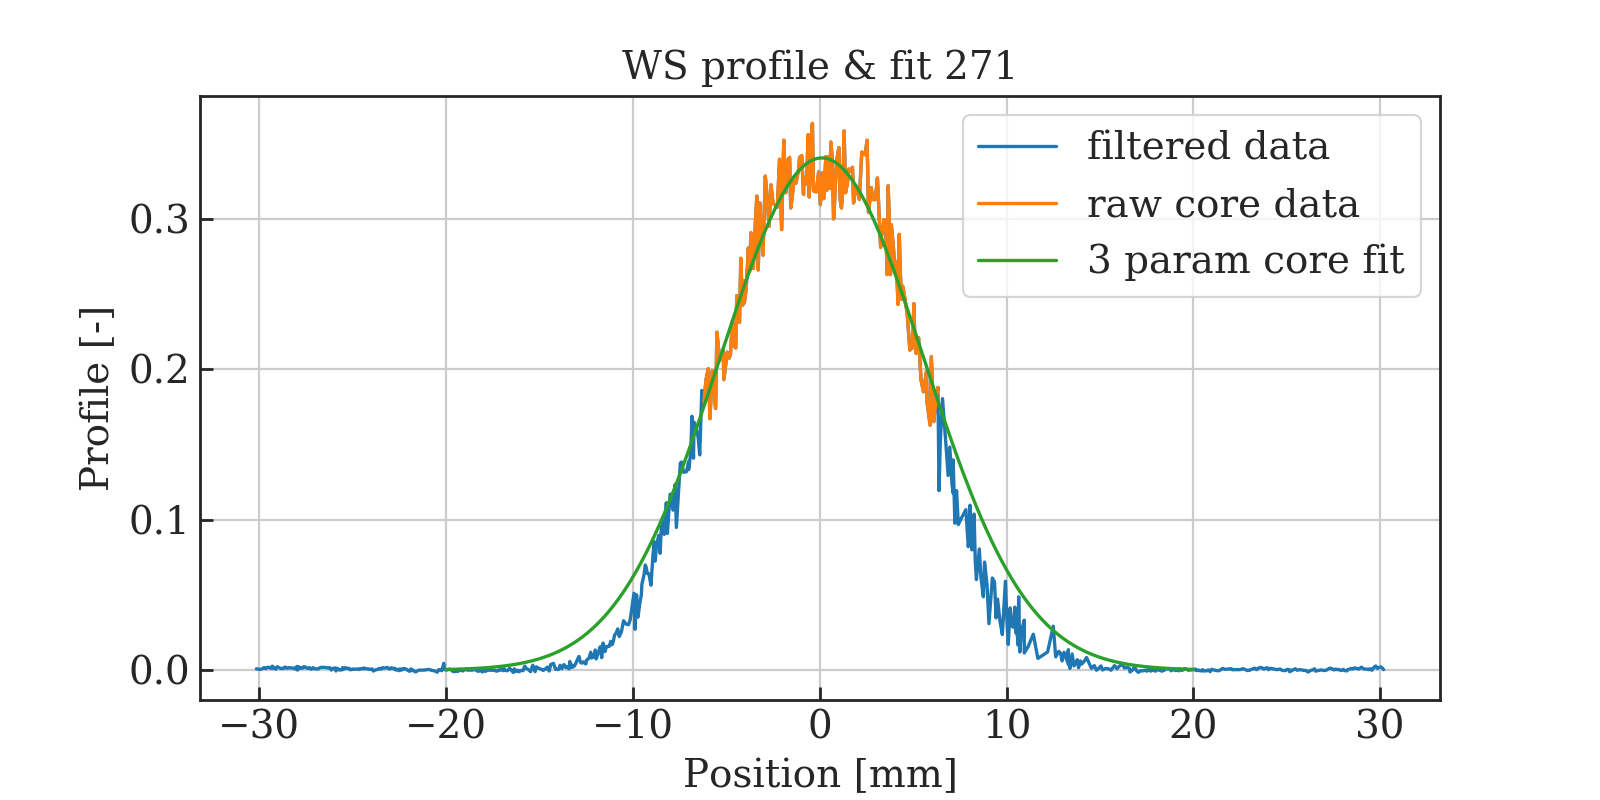 WS profile & fit 271
filtered data
raw core data
3 param core fit
Profile [-]
0.3
0.2
0.1
0.0
−30 −20 −10 0 10 20 30
Position [mm]